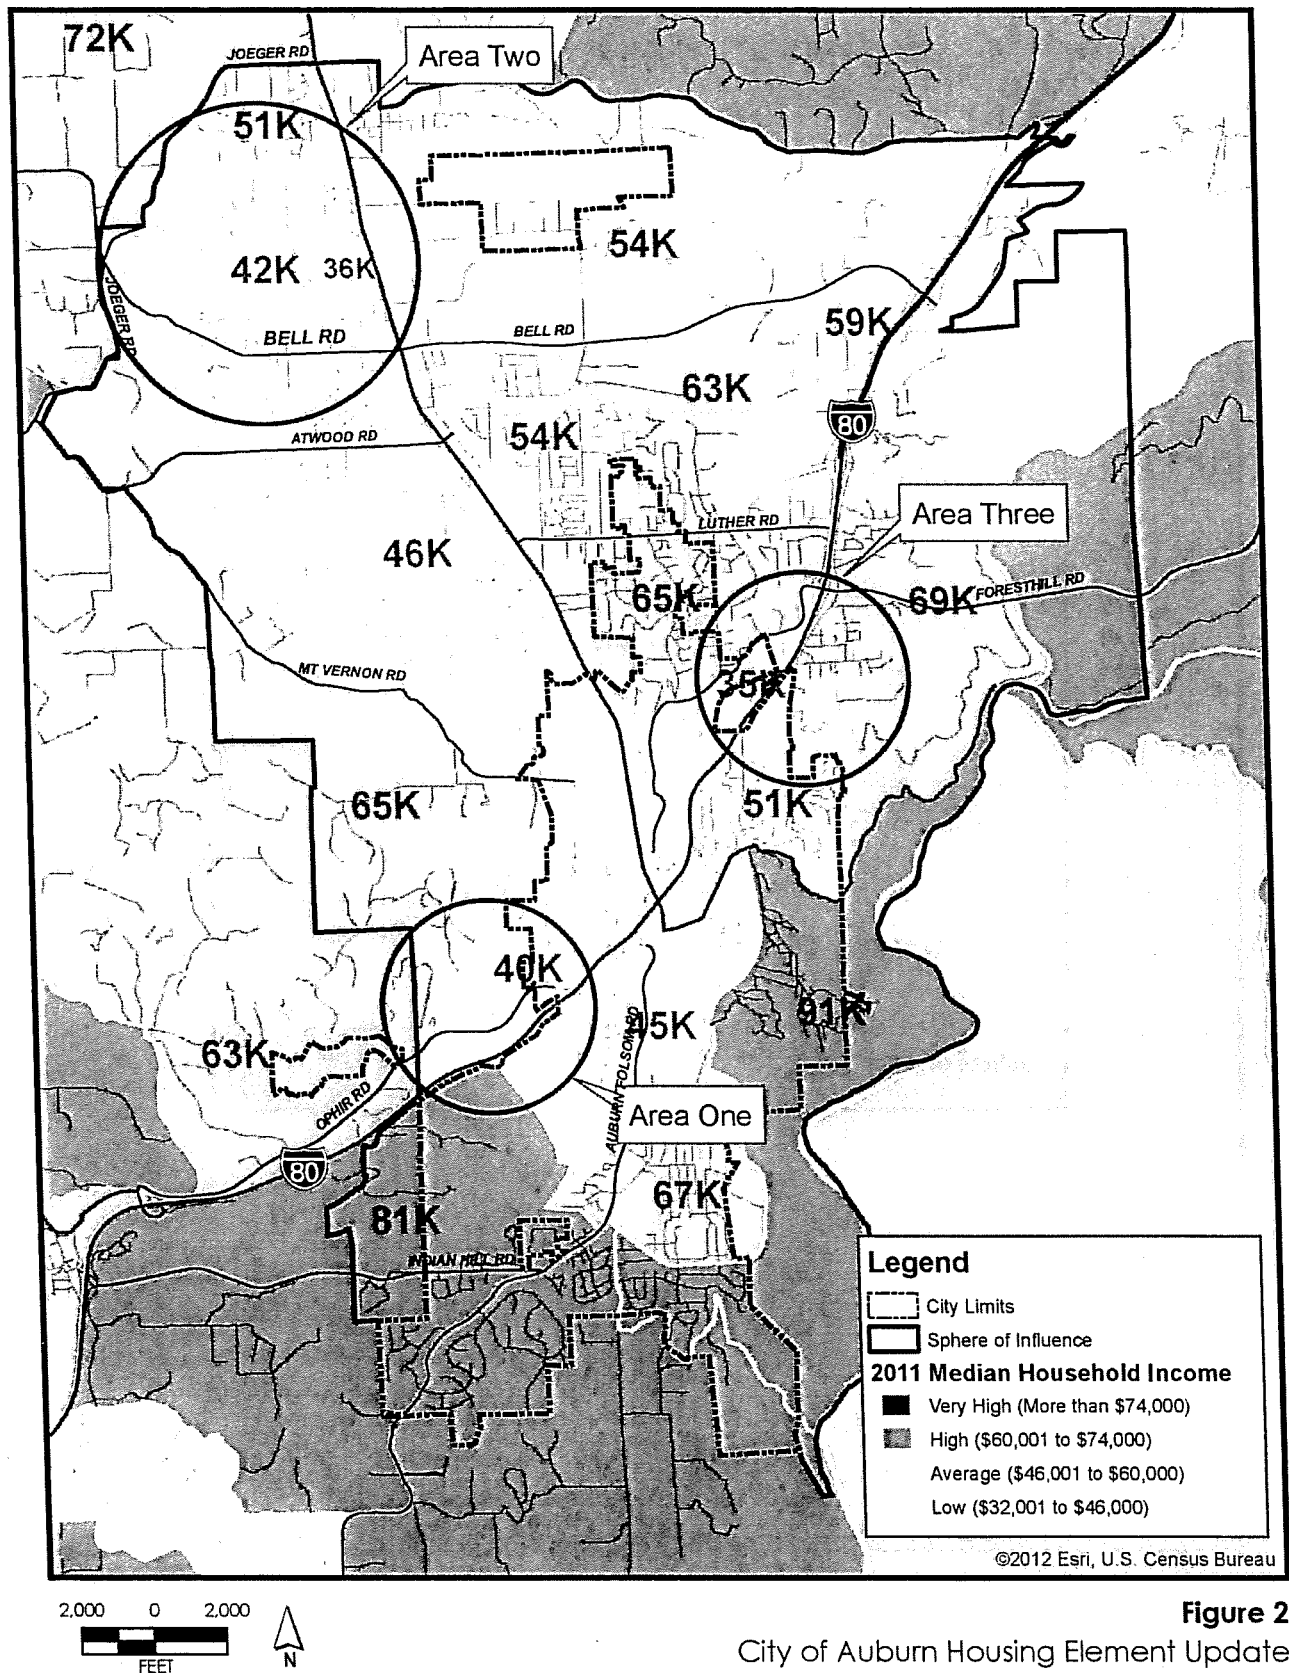 72K
JOEGER RD
Area Two
51K
54K
42K 36K
JOEGER RD
BELL RD
BELL RD
59K
63K
80
54K
ATWOOD RD
Area Three
LUTHER RD
46K
65K
69K
FORESTHILL RD
MT VERNON RD
35K
65K
51K
40K
91K
45K
63K
OPHIR RD
AUBURN FOLSOM RD
Area One
80
67K
81K
INDIAN HILL RD
Legend
City Limits
Sphere of Influence
2011 Median Household Income
Very High (More than $74,000)
High ($60,001 to $74,000)
Average ($46,001 to $60,000)
Low ($32,001 to $46,000)
©2012 Esri, U.S. Census Bureau
2,000 0 2,000
FEET
N
Figure 2
City of Auburn Housing Element Update